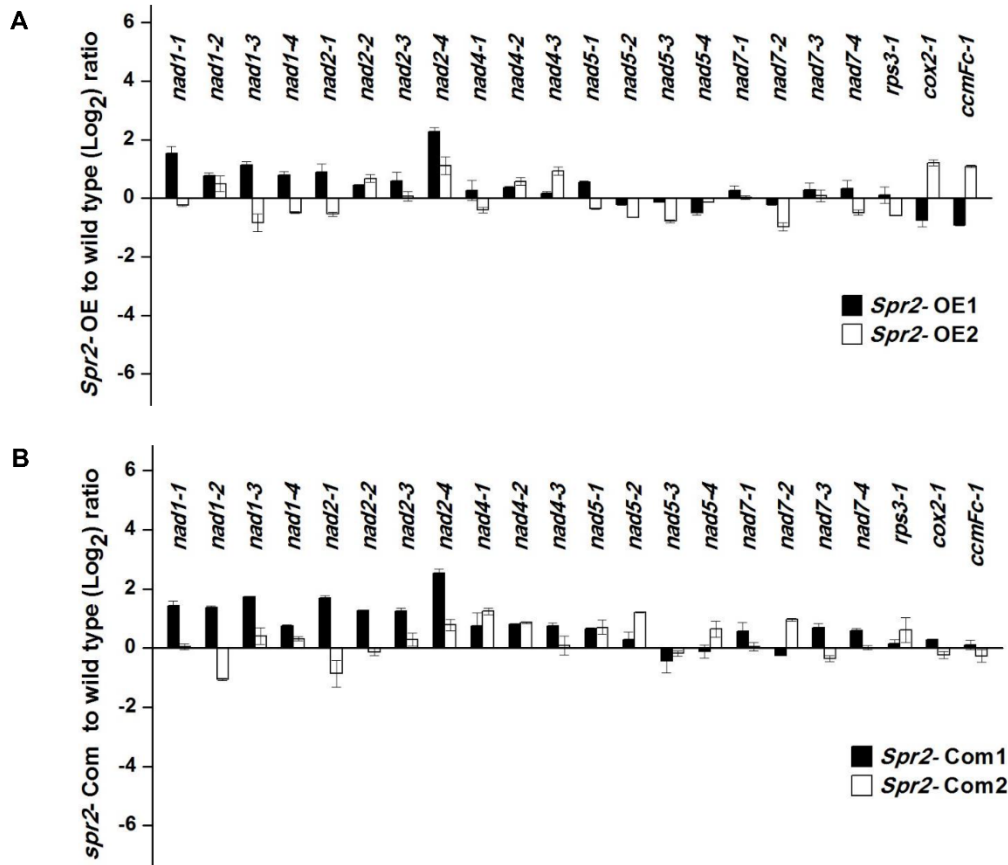 A
Spr2- OE to wild type (Log2) ratio
6
4
2
0
-2
-4
-6
nad1-1
nad1-2
nad1-3
nad1-4
nad2-1
nad2-2
nad2-3
nad2-4
nad4-1
nad4-2
nad4-3
nad5-1
nad5-2
nad5-3
nad5-4
nad7-1
nad7-2
nad7-3
nad7-4
rps3-1
cox2-1
ccmFc-1
Spr2- OE1
Spr2- OE2
B
spr2- Com to wild type (Log2) ratio
6
4
2
0
-2
-4
-6
nad1-1
nad1-2
nad1-3
nad1-4
nad2-1
nad2-2
nad2-3
nad2-4
nad4-1
nad4-2
nad4-3
nad5-1
nad5-2
nad5-3
nad5-4
nad7-1
nad7-2
nad7-3
nad7-4
rps3-1
cox2-1
ccmFc-1
Spr2- Com1
Spr2- Com2